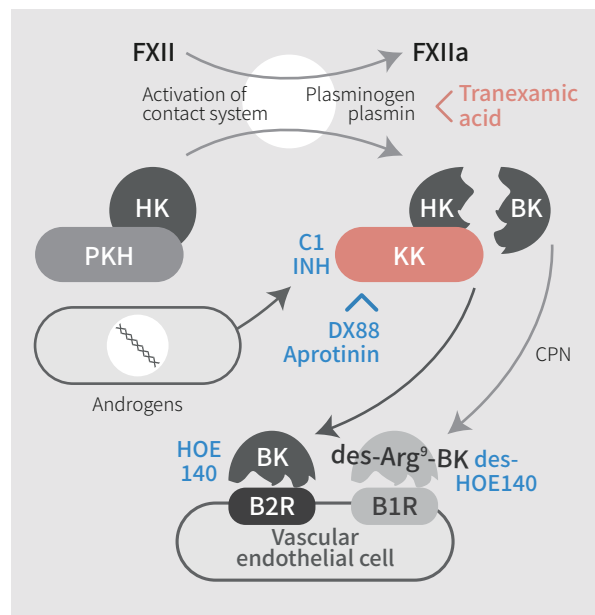 FXII
FXIIa
Activation of
contact system
Plasminogen
plasmin
Tranexamic
acid
HK
PKH
HK
BK
C1
INH
KK
DX88
Aprotinin
Androgens
CPN
HOE
140
BK
des-Arg⁹-BK
des-
HOE140
B2R
B1R
Vascular
endothelial cell